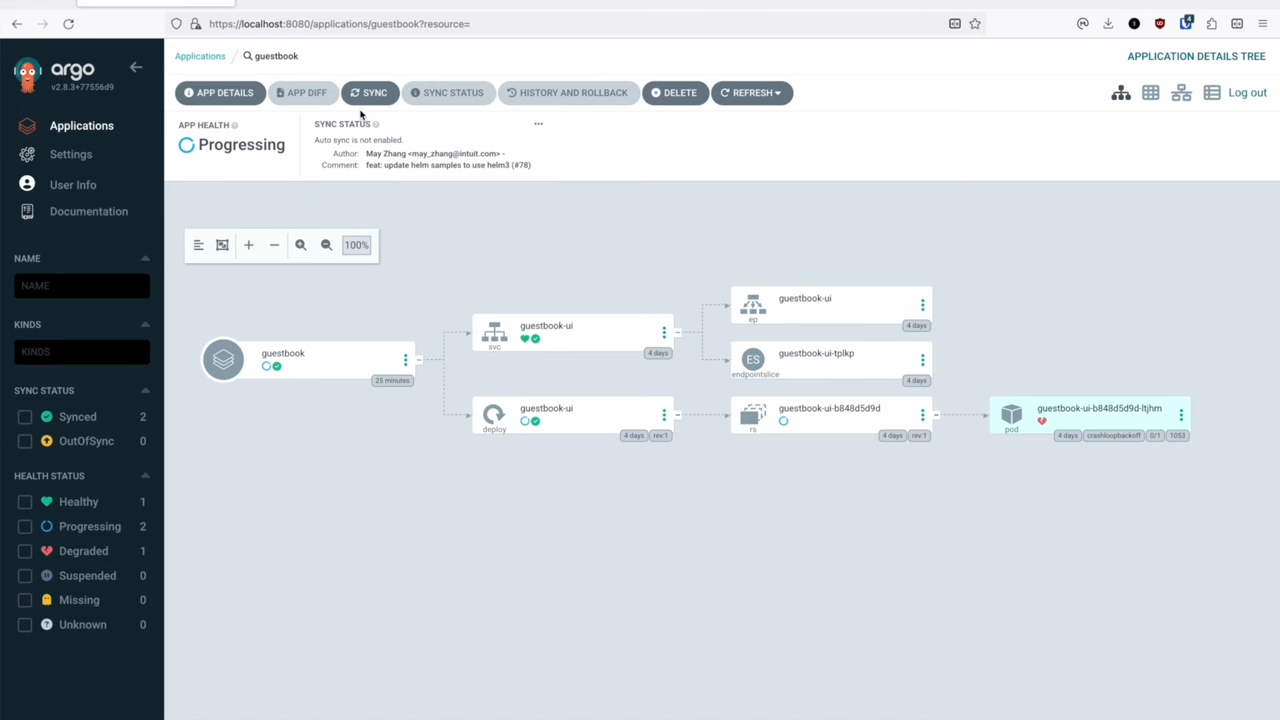 https://localhost:8080/applications/guestbook?resource=
4
argo
v2.8.3+77556d9
Applications
Settings
User Info
Documentation
NAME
NAME
KINDS
KINDS
SYNC STATUS
Synced 2
OutOfSync 0
HEALTH STATUS
Healthy 1
Progressing 2
Degraded 1
Suspended 0
Missing 0
Unknown 0
Applications / guestbook
APPLICATION DETAILS TREE
APP DETAILS
APP DIFF
SYNC
SYNC STATUS
HISTORY AND ROLLBACK
DELETE
REFRESH
Log out
APP HEALTH
Progressing
SYNC STATUS
Auto sync is not enabled.
Author: May Zhang <may_zhang@intuit.com> -
Comment: feat: update helm samples to use helm3 (#78)
100%
guestbook
25 minutes
guestbook-ui
svc
4 days
guestbook-ui
deploy
4 days rev:1
guestbook-ui
ep
4 days
ES
guestbook-ui-tplkp
endpointslice
4 days
guestbook-ui-b848d5d9d
rs
4 days rev:1
guestbook-ui-b848d5d9d-ltjhm
pod
4 days crashloopbackoff 0/1 1053